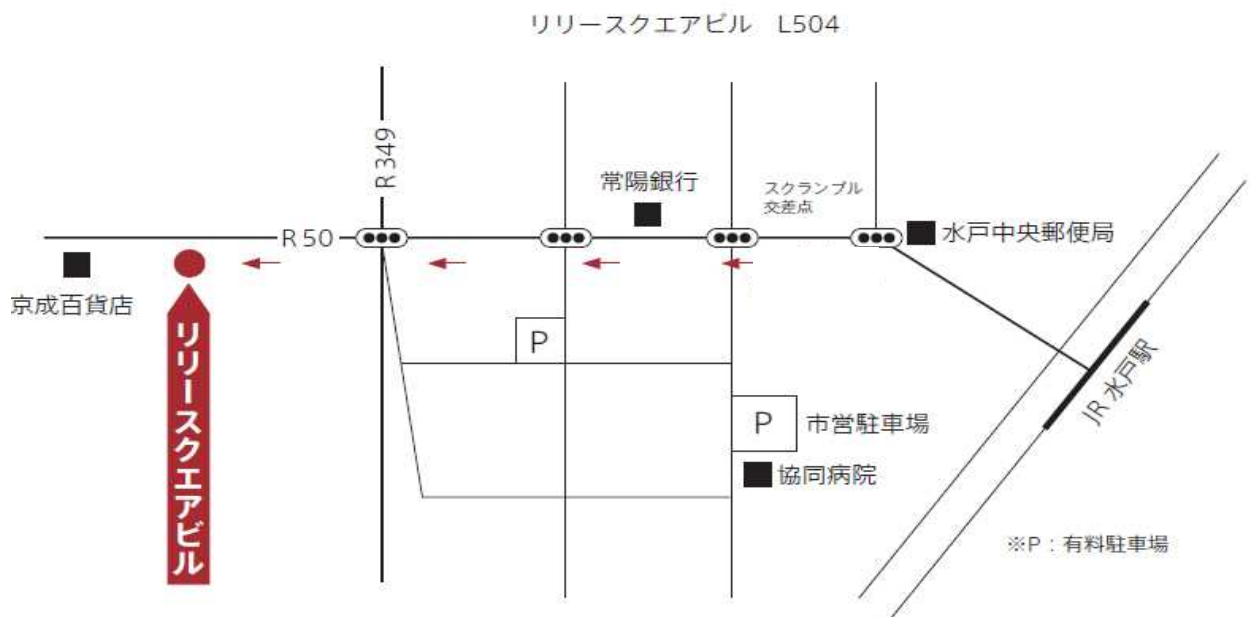 リリースクエアビル　L504
R349
常陽銀行
スクランブル
交差点
R50
水戸中央郵便局
京成百貨店
リリースクエアビル
P
JR 水戸駅
P
市営駐車場
協同病院
※P：有料駐車場